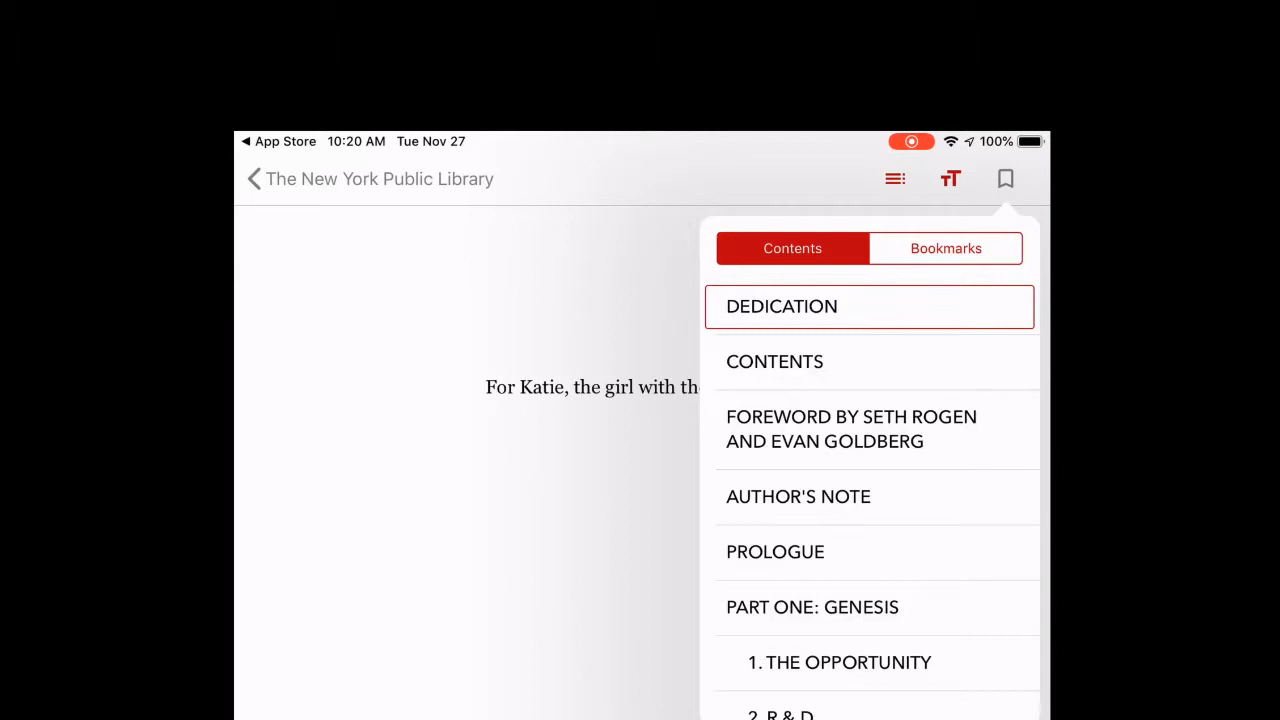 App Store 10:20 AM Tue Nov 27 100%
The New York Public Library
Contents Bookmarks
DEDICATION
CONTENTS
For Katie, the girl with
FOREWORD BY SETH ROGEN
AND EVAN GOLDBERG
AUTHOR'S NOTE
PROLOGUE
PART ONE: GENESIS
1. THE OPPORTUNITY
2. R & D